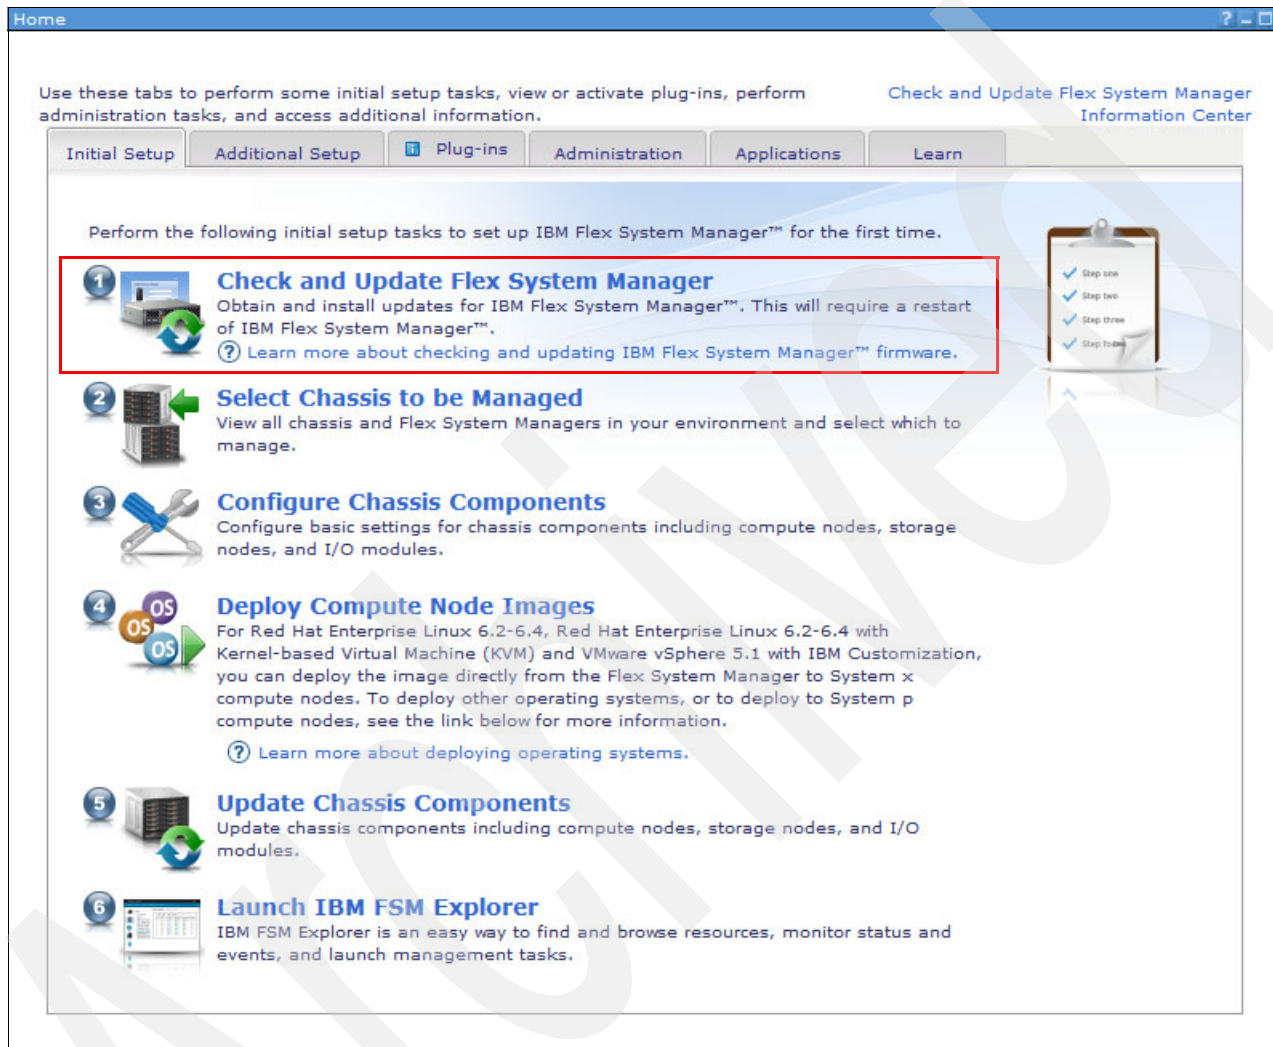 Home
Use these tabs to perform some initial setup tasks, view or activate plug-ins, perform
administration tasks, and access additional information.
Check and Update Flex System Manager
Information Center
Initial Setup
Additional Setup
Plug-ins
Administration
Applications
Learn
Perform the following initial setup tasks to set up IBM Flex System Manager™ for the first time.
1
Check and Update Flex System Manager
Obtain and install updates for IBM Flex System Manager™. This will require a restart
of IBM Flex System Manager™.
? Learn more about checking and updating IBM Flex System Manager™ firmware.
Step one
Step two
Step three
Step
2
Select Chassis to be Managed
View all chassis and Flex System Managers in your environment and select which to
manage.
3
Configure Chassis Components
Configure basic settings for chassis components including compute nodes, storage
nodes, and I/O modules.
4
OS
OS
OS
Deploy Compute Node Images
For Red Hat Enterprise Linux 6.2-6.4, Red Hat Enterprise Linux 6.2-6.4 with
Kernel-based Virtual Machine (KVM) and VMware vSphere 5.1 with IBM Customization,
you can deploy the image directly from the Flex System Manager to System x
compute nodes. To deploy other operating systems, or to deploy to System p
compute nodes, see the link below for more information.
? Learn more about deploying operating systems.
5
Update Chassis Components
Update chassis components including compute nodes, storage nodes, and I/O
modules.
6
Launch IBM FSM Explorer
IBM FSM Explorer is an easy way to find and browse resources, monitor status and
events, and launch management tasks.
Archived